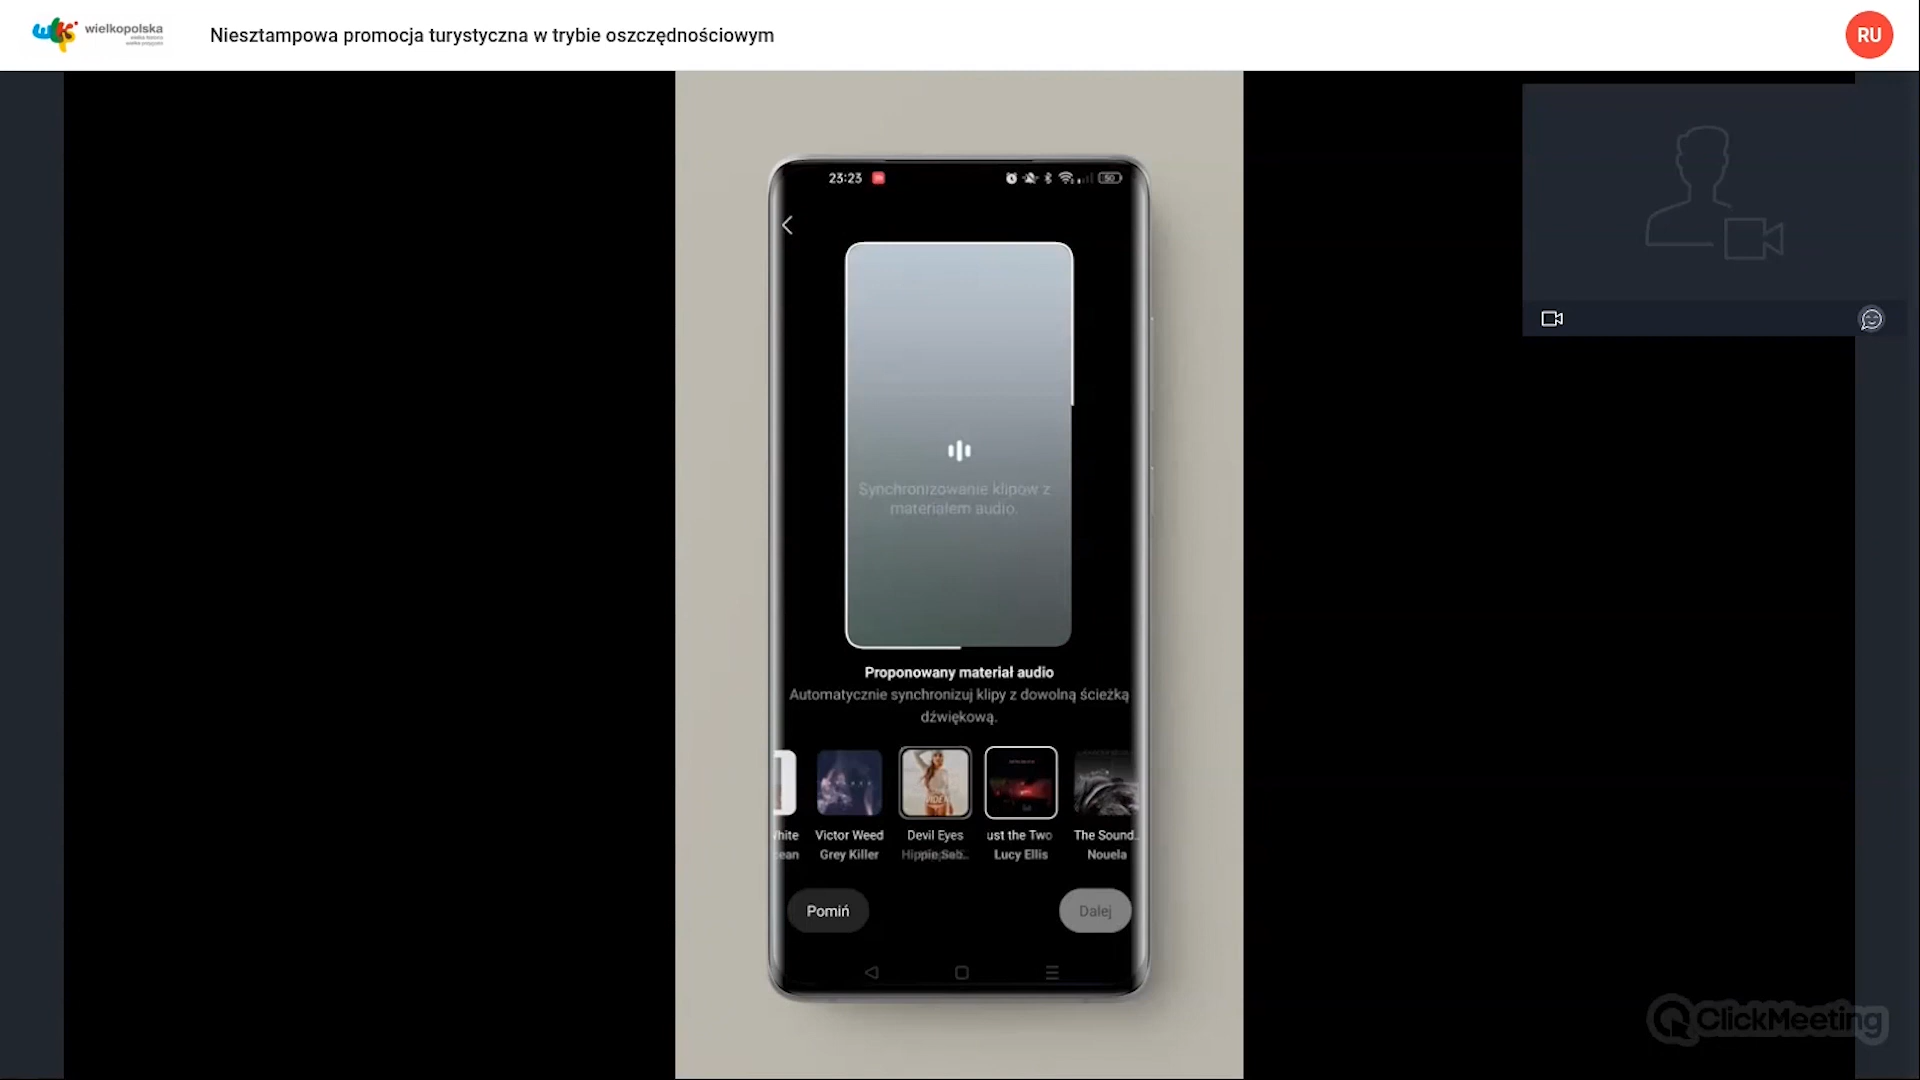 wielkopolska
Niesztampowa promocja turystyczna w trybie oszczędnościowym
RU
23:23
50
Synchronizowanie klipów z
materiałem audio.
Proponowany materiał audio
Automatycznie synchronizuj klipy z dowolną ścieżką
dźwiękową.
Victor Weed
Grey Killer
Devil Eyes
ust the Two
Lucy Ellis
The Sound..
Nouela
Pomiń
Dalej
ClickMeeting